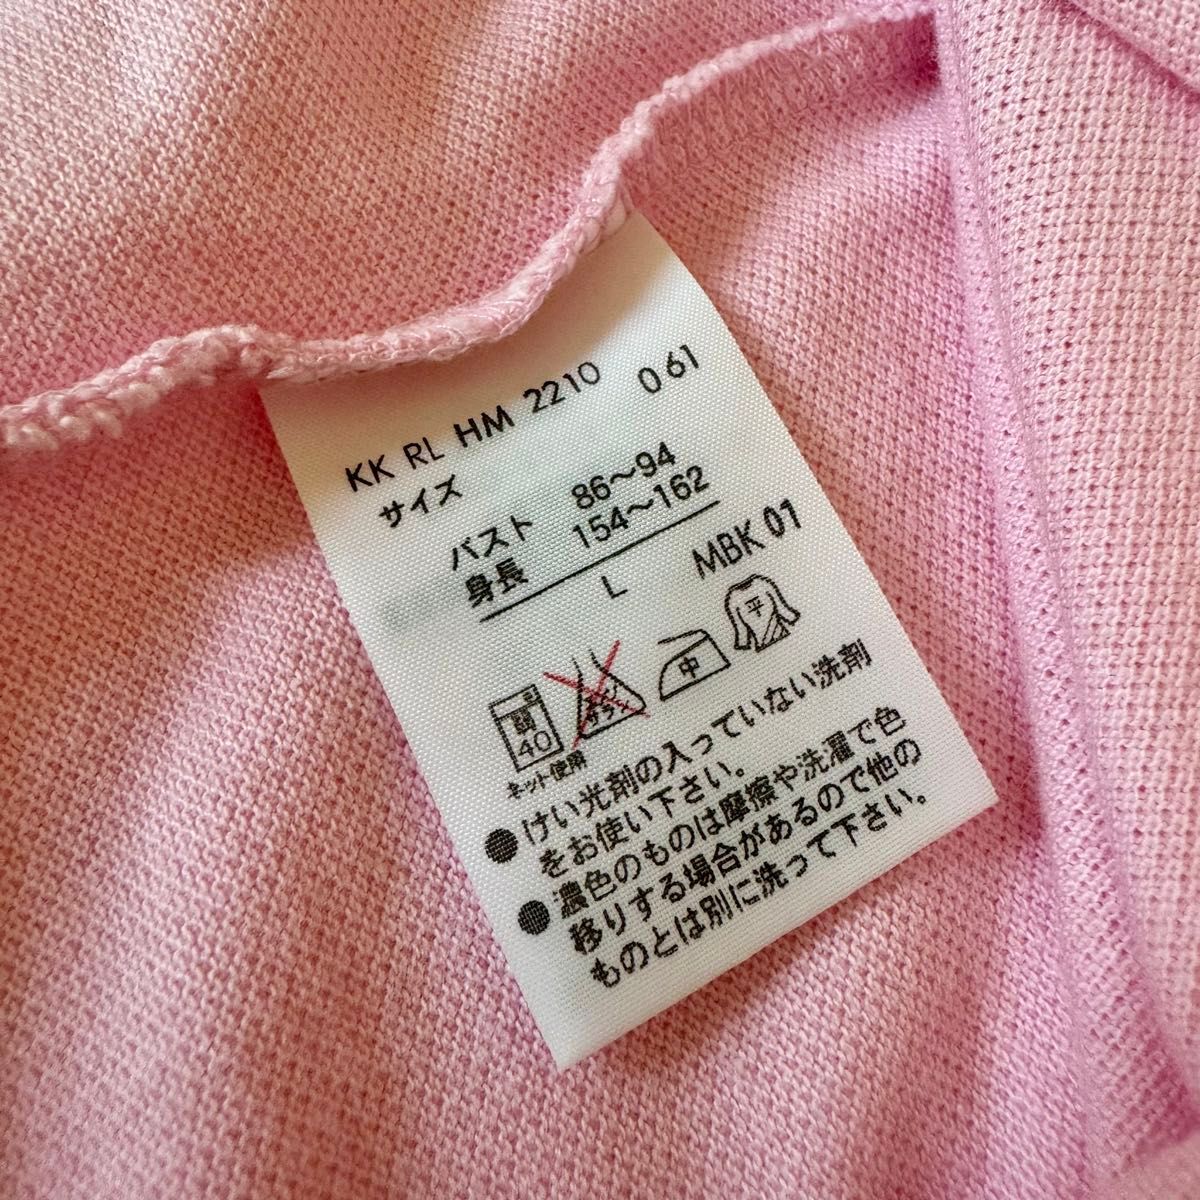 KK RL HM 2210 061
サイズ
バスト 86～94
身長 154～162
L MBK 01
40
中
平
ネット使用
●けい光剤の入っていない洗剤
をお使い下さい。
●濃色のものは摩擦や洗濯で色
移りする場合があるので他の
ものとは別に洗って下さい。